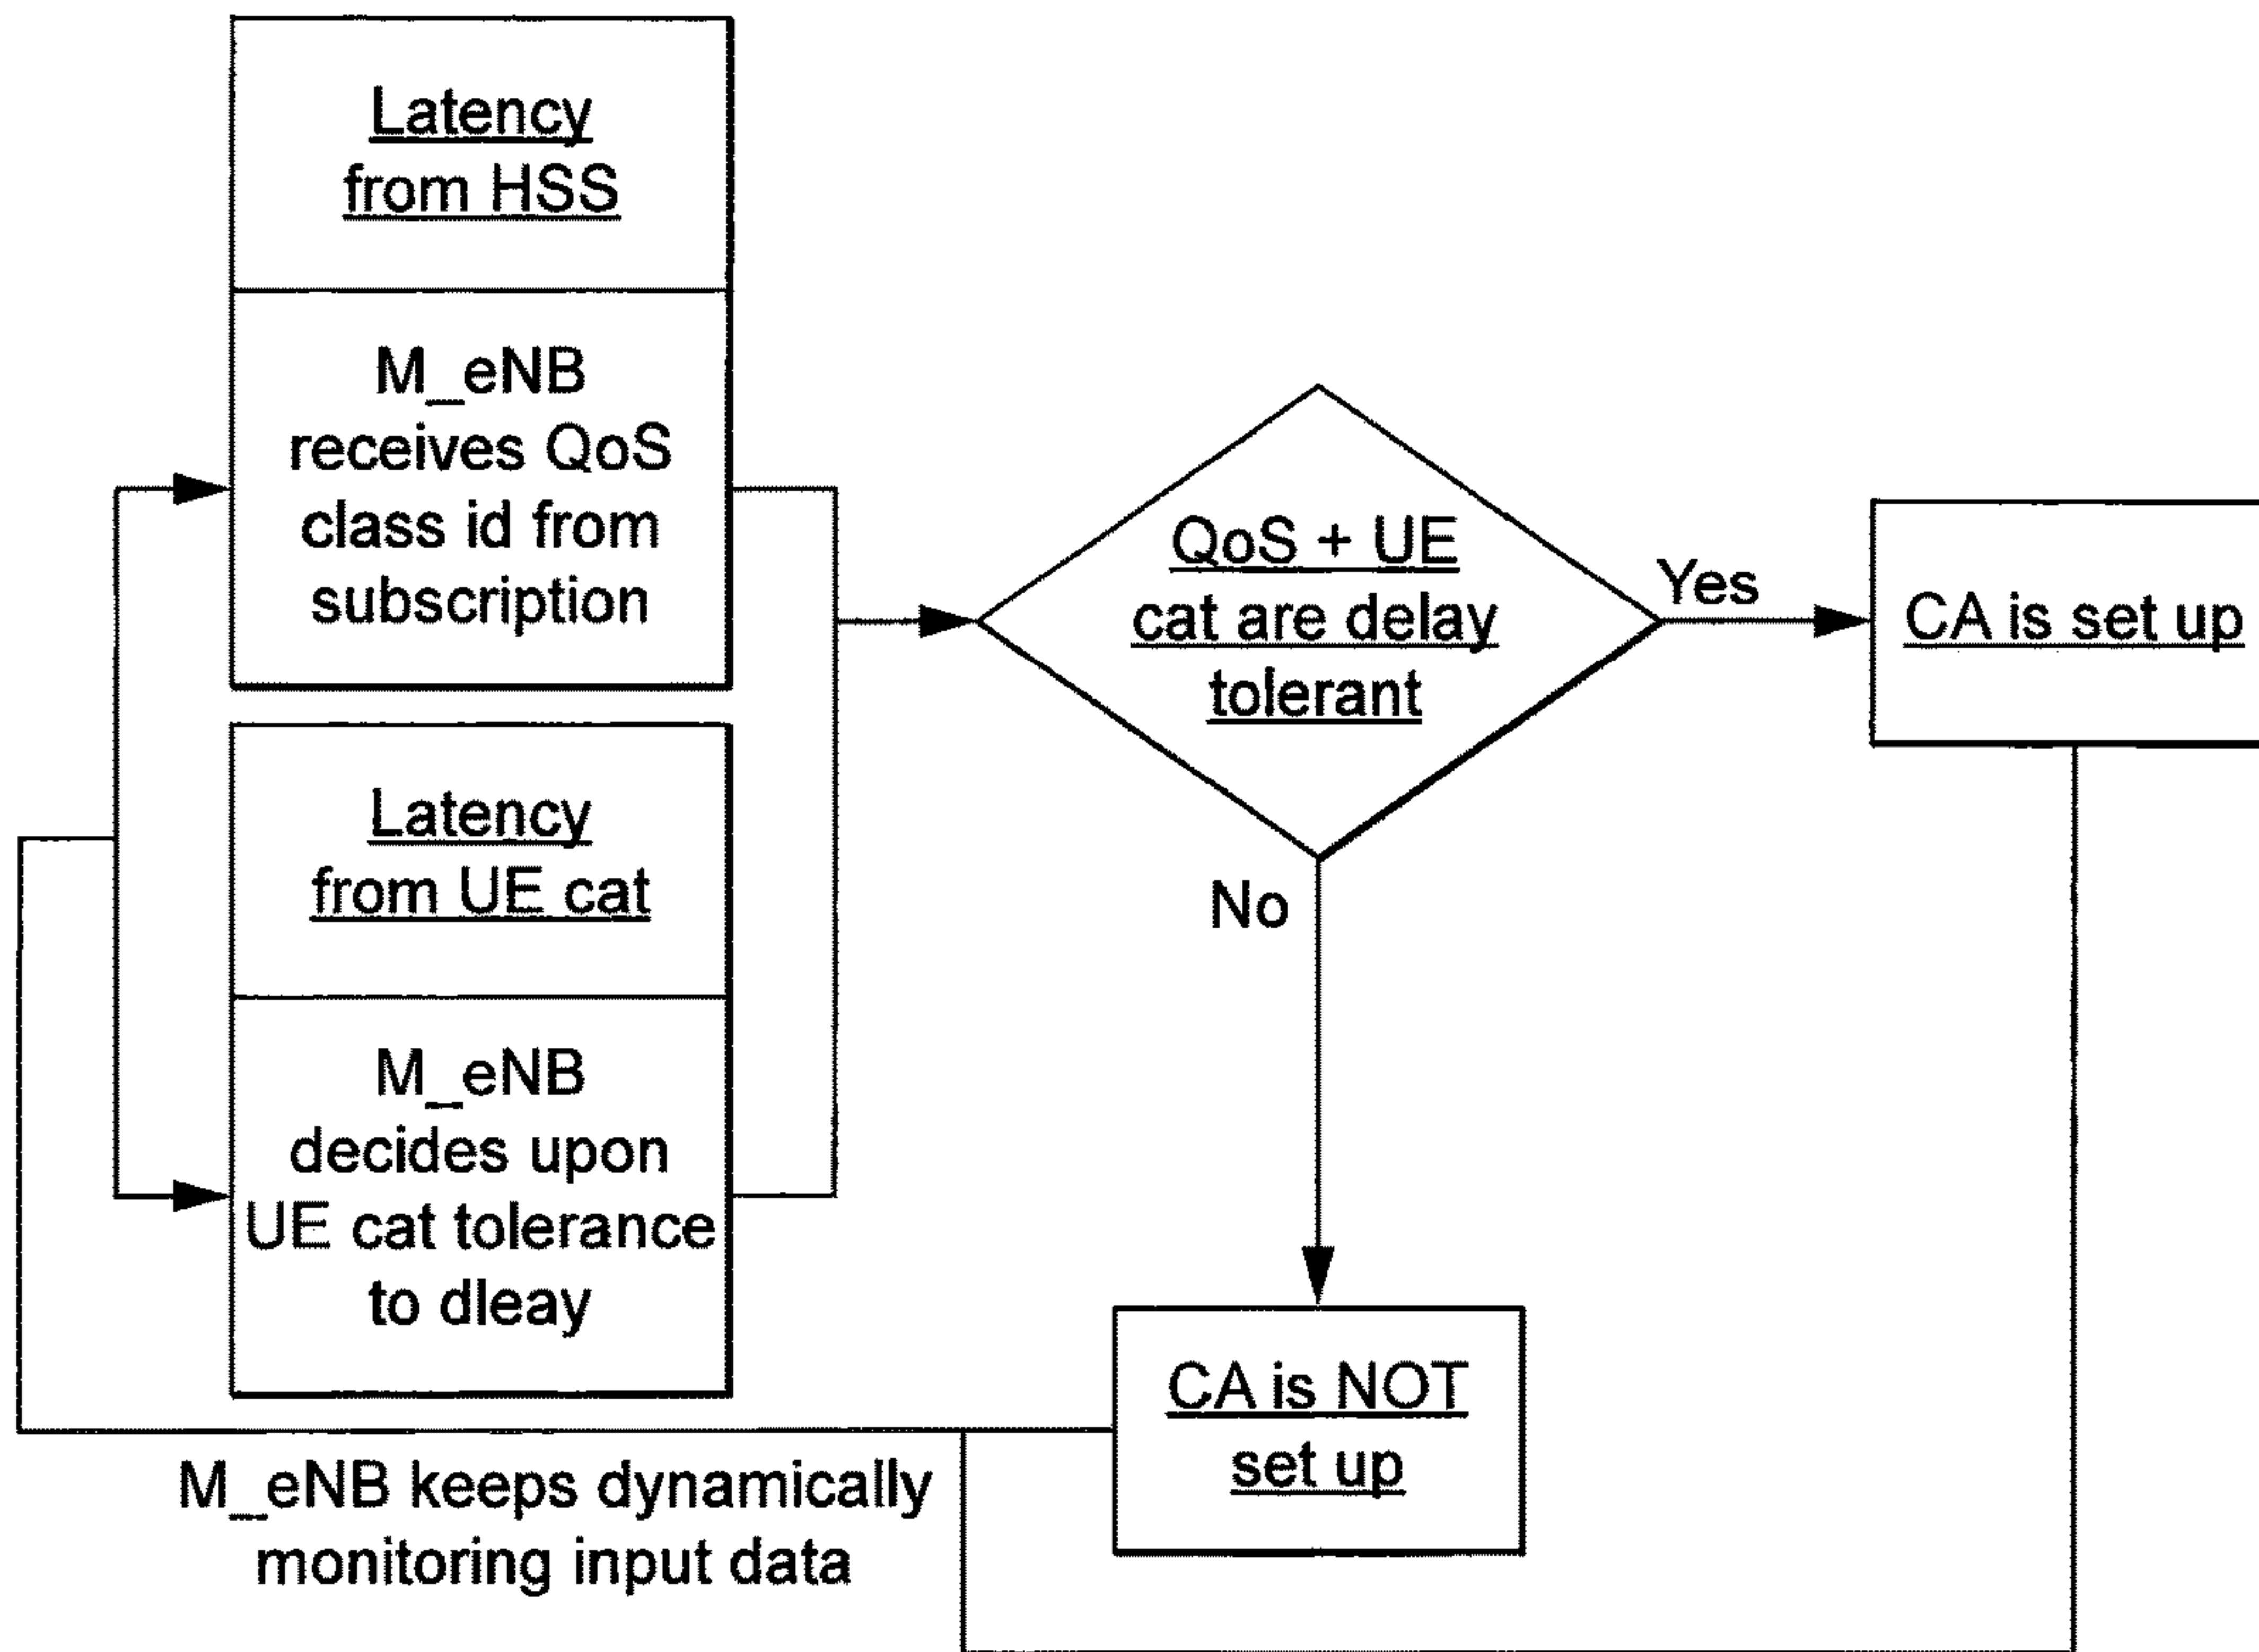 Latency
from HSS
M_eNB
receives QoS
class id from
subscription
Latency
from UE cat
M_eNB
decides upon
UE cat tolerance
to dleay
QoS + UE
cat are delay
tolerant
Yes
CA is set up
No
CA is NOT
set up
M_eNB keeps dynamically
monitoring input data